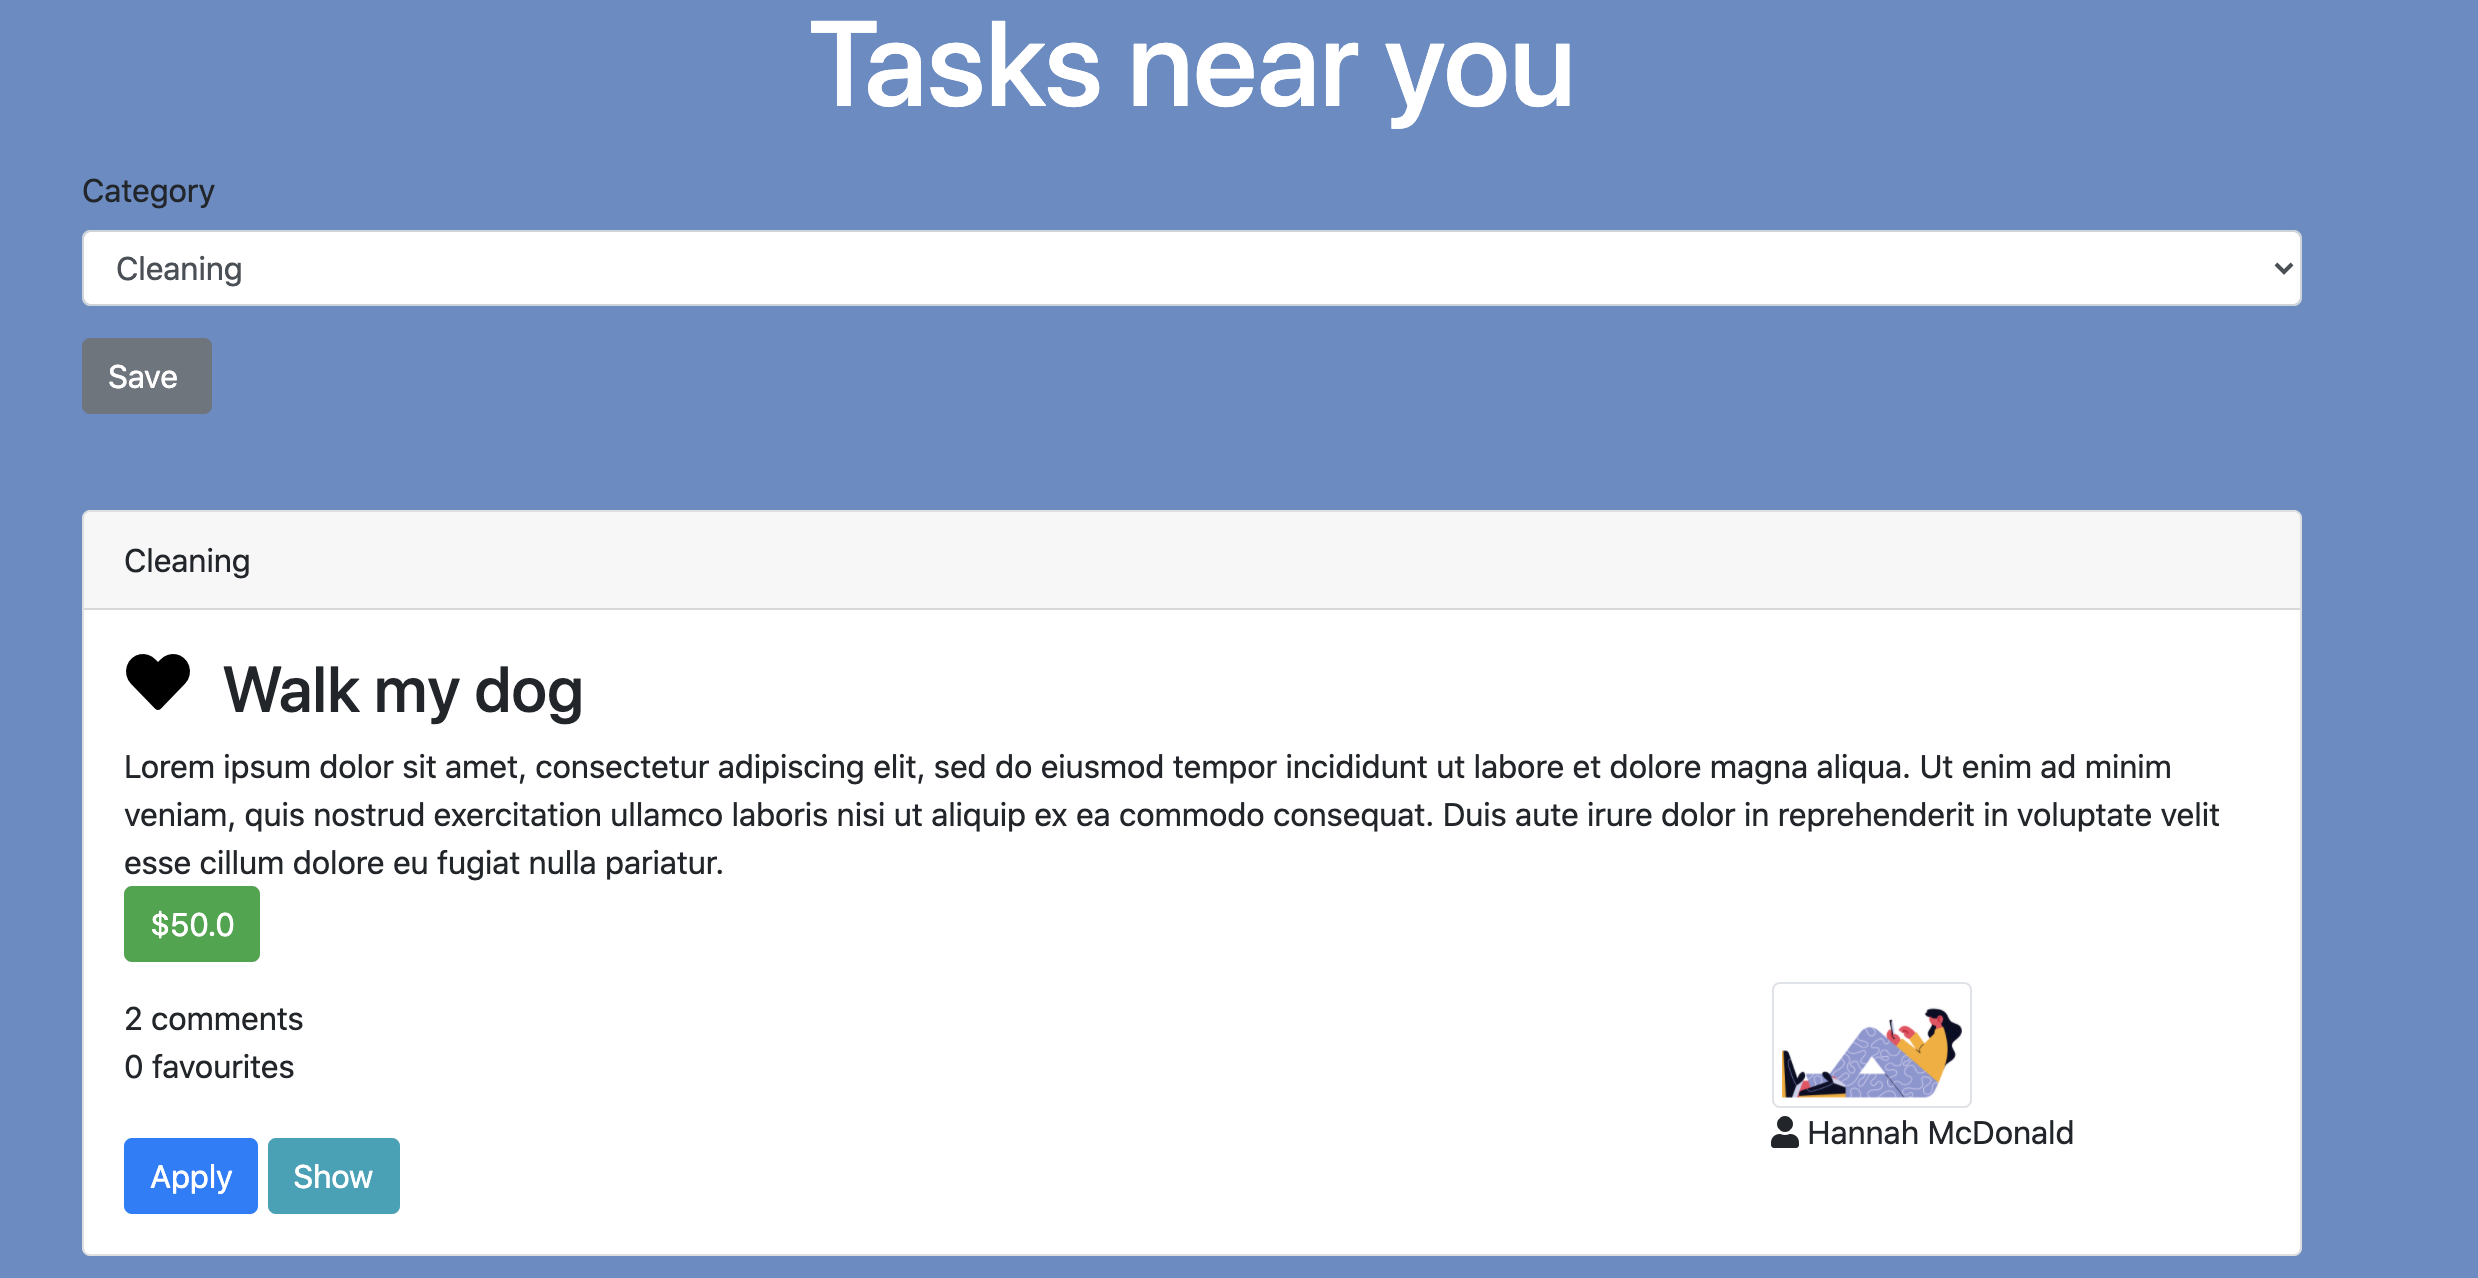 Tasks near you
Category
Cleaning
Save
Cleaning
Walk my dog
Lorem ipsum dolor sit amet, consectetur adipiscing elit, sed do eiusmod tempor incididunt ut labore et dolore magna aliqua. Ut enim ad minim
veniam, quis nostrud exercitation ullamco laboris nisi ut aliquip ex ea commodo consequat. Duis aute irure dolor in reprehenderit in voluptate velit
esse cillum dolore eu fugiat nulla pariatur.
$50.0
2 comments
0 favourites
Hannah McDonald
Apply Show